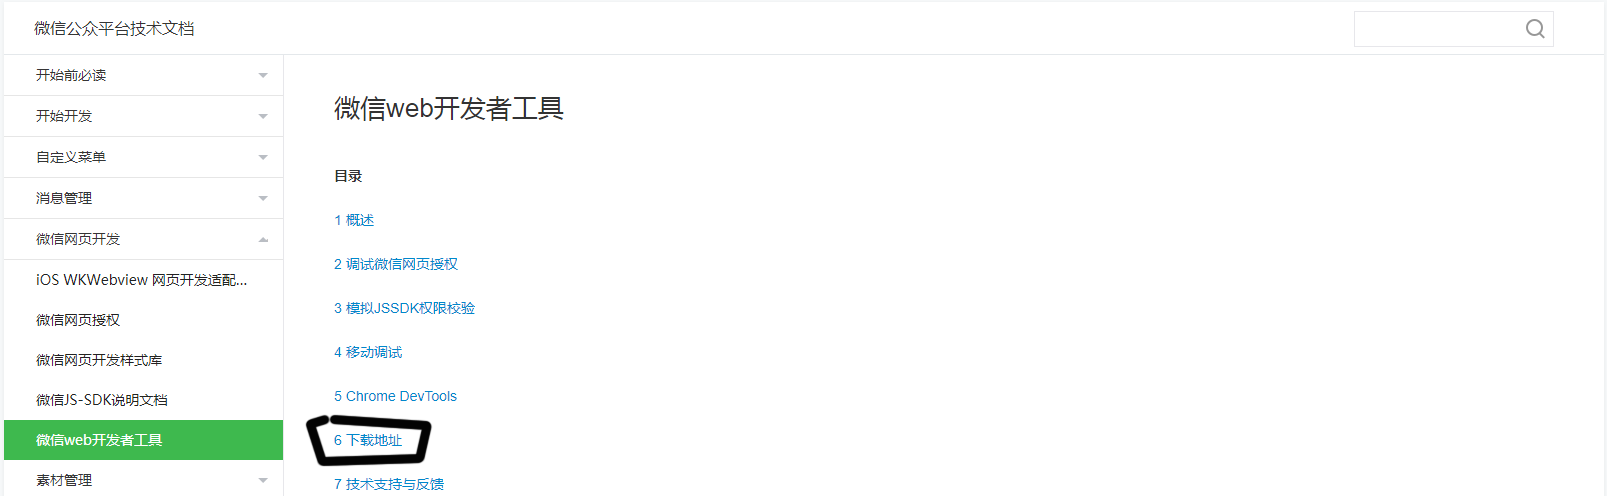 微信公众平台技术文档
开始前必读
开始开发
自定义菜单
消息管理
微信网页开发
iOS WKWebview 网页开发适配...
微信网页授权
微信网页开发样式库
微信JS-SDK说明文档
微信web开发者工具
素材管理
微信web开发者工具
目录
1 概述
2 调试微信网页授权
3 模拟JSSDK权限校验
4 移动调试
5 Chrome DevTools
6 下载地址
7 技术支持与反馈